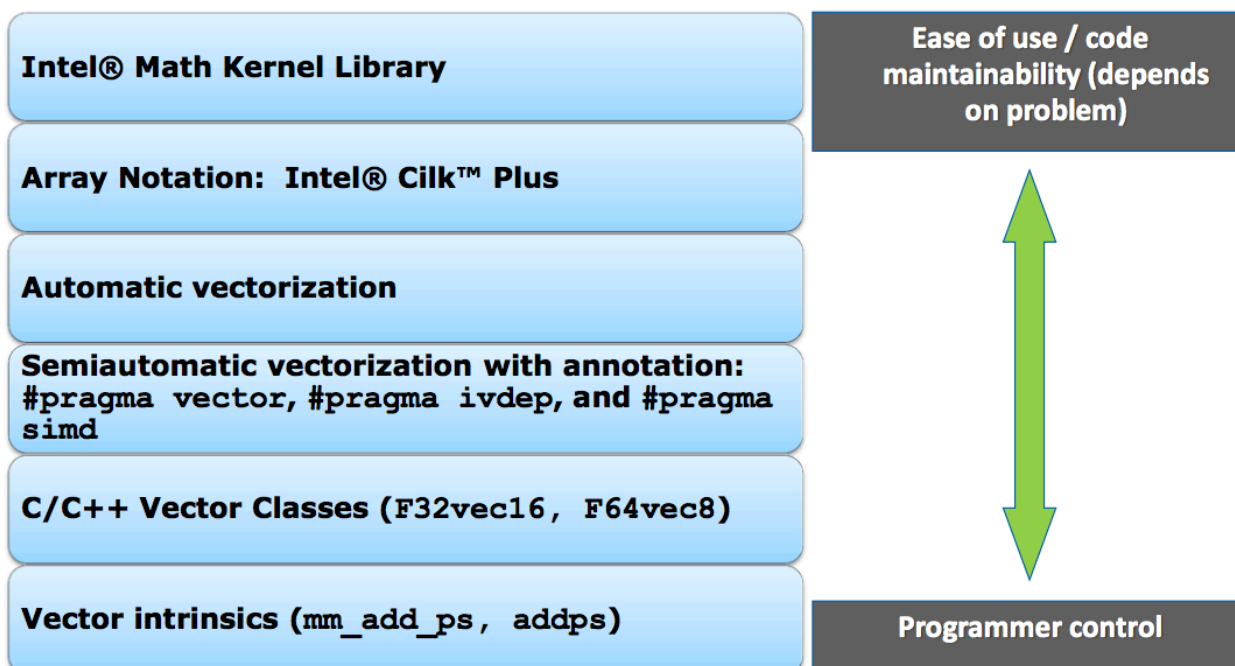 Intel® Math Kernel Library
Array Notation: Intel® Cilk™ Plus
Automatic vectorization
Semiautomatic vectorization with annotation:
#pragma vector, #pragma ivdep, and #pragma
simd
C/C++ Vector Classes (F32vec16, F64vec8)
Vector intrinsics (mm_add_ps, addps)
Ease of use / code
maintainability (depends
on problem)
Programmer control